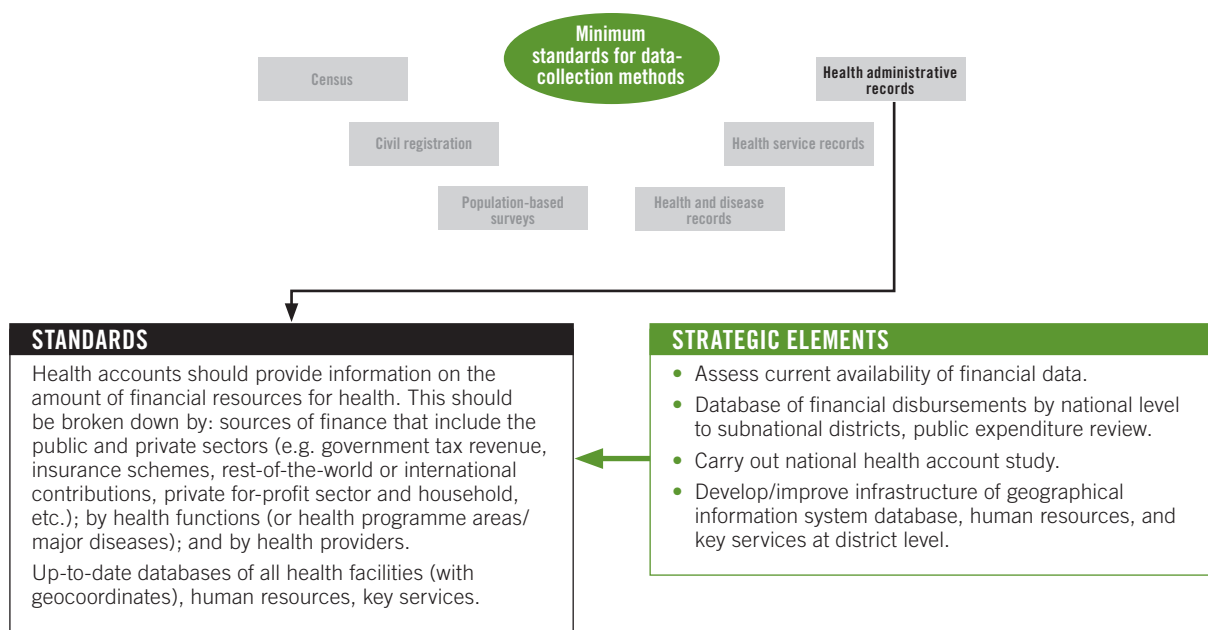 Minimum
standards for data-
collection methods
Census
Health administrative
records
Civil registration
Health service records
Population-based
surveys
Health and disease
records
STANDARDS
Health accounts should provide information on the
amount of financial resources for health. This should
be broken down by: sources of finance that include the
public and private sectors (e.g. government tax revenue,
insurance schemes, rest-of-the-world or international
contributions, private for-profit sector and household,
etc.); by health functions (or health programme areas/
major diseases); and by health providers.
Up-to-date databases of all health facilities (with
geocoordinates), human resources, key services.
STRATEGIC ELEMENTS
• Assess current availability of financial data.
• Database of financial disbursements by national level
to subnational districts, public expenditure review.
• Carry out national health account study.
• Develop/improve infrastructure of geographical
information system database, human resources, and
key services at district level.